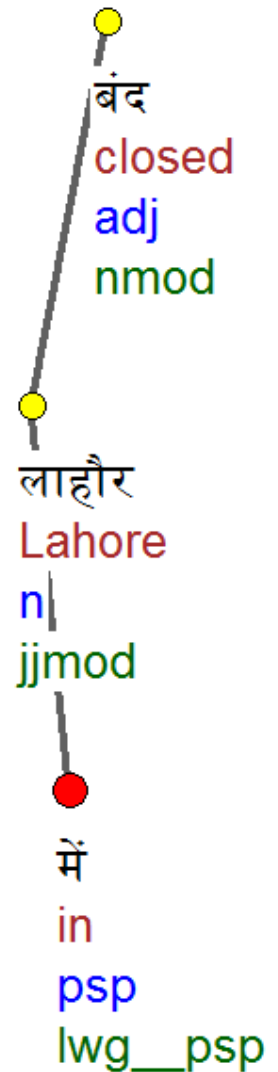 बंद
closed
adj
nmod
लाहौर
Lahore
n
jjmod
में
in
psp
lwg__psp